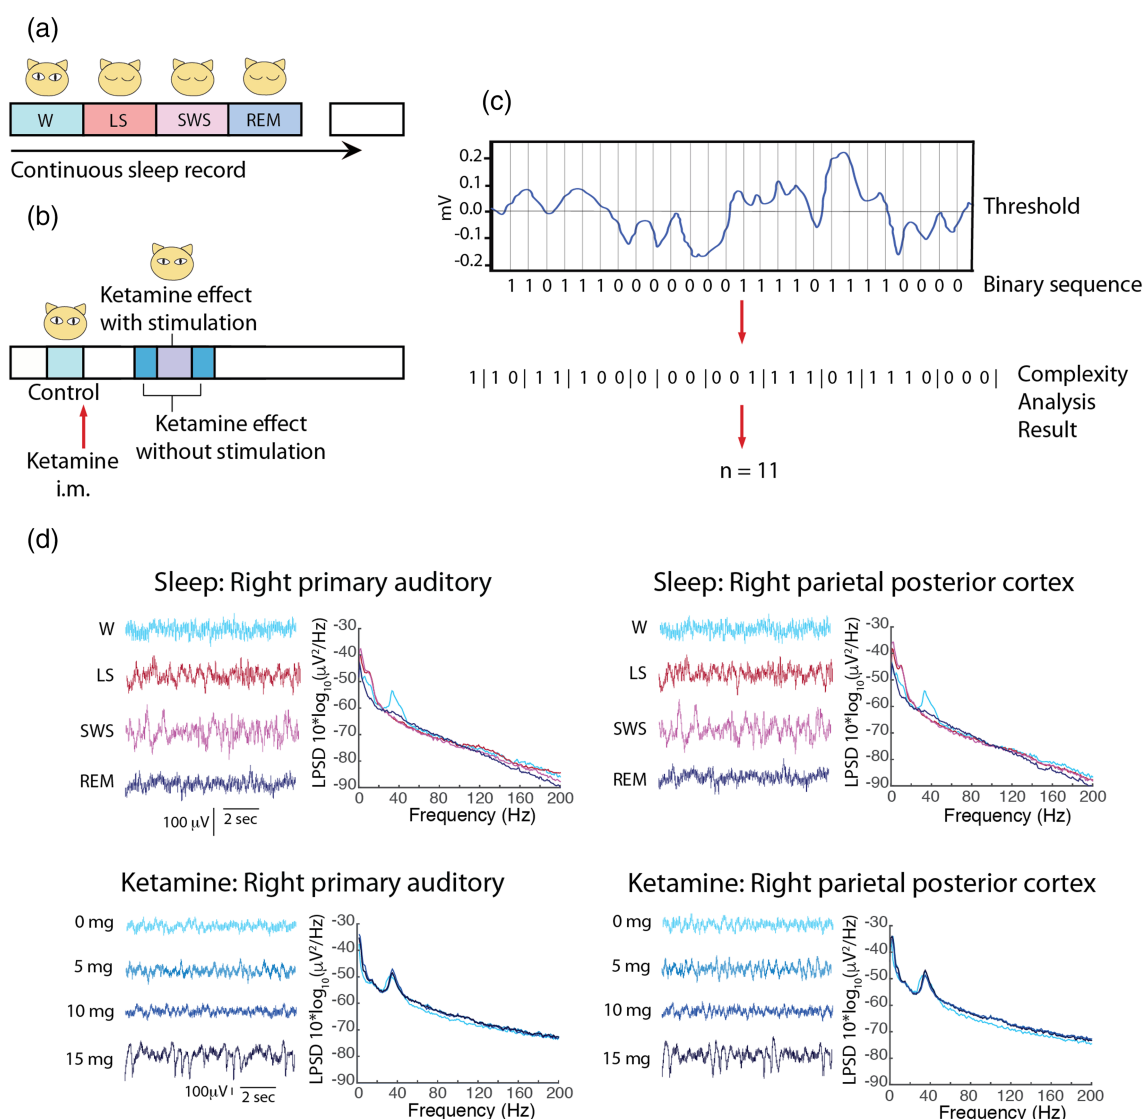 (a)
W LS SWS REM
Continuous sleep record
(b)
Ketamine effect
with stimulation
Control
Ketamine effect
without stimulation
Ketamine
i.m.
(c)
mV
0.2
0.1
0.0
-0.1
-0.2
Threshold
1 1 0 1 1 1 0 0 0 0 0 0 0 1 1 1 1 0 1 1 1 1 0 0 0 0
Binary sequence
1|1 0|1 1|1 0 0|0 0 0 0|0 0 1|1 1 1|0 1|1 1 1 0|0 0 0|
Complexity
Analysis
Result
n = 11
(d)
Sleep: Right primary auditory
W
LS
SWS
REM
100 µV 2 sec
LPSD 10*log10(µV²/Hz)
-30
-40
-50
-60
-70
-80
-90
0 40 80 120 160 200
Frequency (Hz)
Sleep: Right parietal posterior cortex
W
LS
SWS
REM
LPSD 10*log10(µV²/Hz)
-30
-40
-50
-60
-70
-80
-90
0 40 80 120 160 200
Frequency (Hz)
Ketamine: Right primary auditory
0 mg
5 mg
10 mg
15 mg
100µV 2 sec
LPSD 10*log10(µV²/Hz)
-30
-40
-50
-60
-70
-80
-90
0 40 80 120 160 200
Frequency (Hz)
Ketamine: Right parietal posterior cortex
0 mg
5 mg
10 mg
15 mg
LPSD 10*log10(µV²/Hz)
-30
-40
-50
-60
-70
-80
-90
0 40 80 120 160 200
Frequency (Hz)